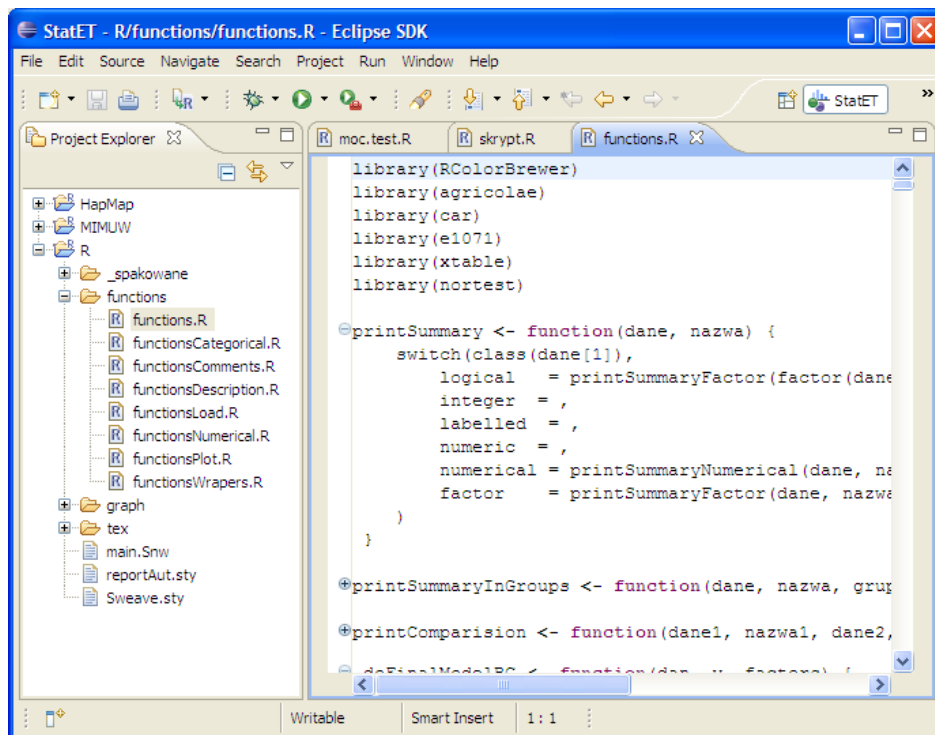 StatET - R/functions/functions.R - Eclipse SDK
File Edit Source Navigate Search Project Run Window Help
StatET
Project Explorer
moc.test.R
skrypt.R
functions.R
HapMap
MIMUW
R
_spakowane
functions
functions.R
functionsCategorical.R
functionsComments.R
functionsDescription.R
functionsLoad.R
functionsNumerical.R
functionsPlot.R
functionsWrapers.R
graph
tex
main.Snw
reportAut.sty
Sweave.sty
library(RColorBrewer)
library(agricolae)
library(car)
library(e1071)
library(xtable)
library(nortest)
printSummary <- function(dane, nazwa) {
switch(class(dane[1]),
logical = printSummaryFactor(factor(dane
integer = ,
labelled = ,
numeric = ,
numerical = printSummaryNumerical(dane, na
factor = printSummaryFactor(dane, nazwa
)
}
printSummaryInGroups <- function(dane, nazwa, grup
printComparision <- function(dane1, nazwa1, dane2,
Writable
Smart Insert
1 : 1